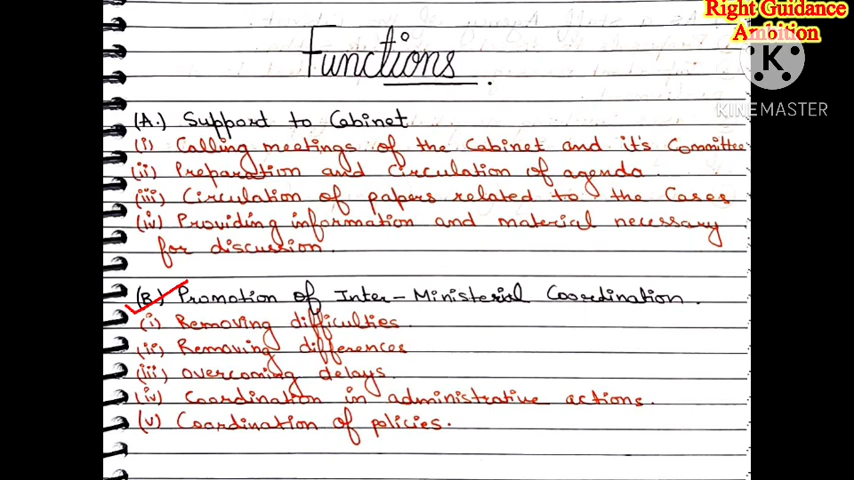 Right Guidance
Ambition
K
KINEMASTER
Functions.
(A.) Support to Cabinet
(i) Calling meetings of the Cabinet and it's Committee
(ii) Preparation and Circulation of agenda.
(iii) Circulation of papers related to the Cases
(iv) Providing information and material necessary
for discussion.
(B.) Promotion of Inter-Ministerial Coordination.
(i) Removing difficulties.
(ii) Removing differences
(iii) overcoming delays.
(iv) Coordination in administrative actions.
(v) Coordination of policies.